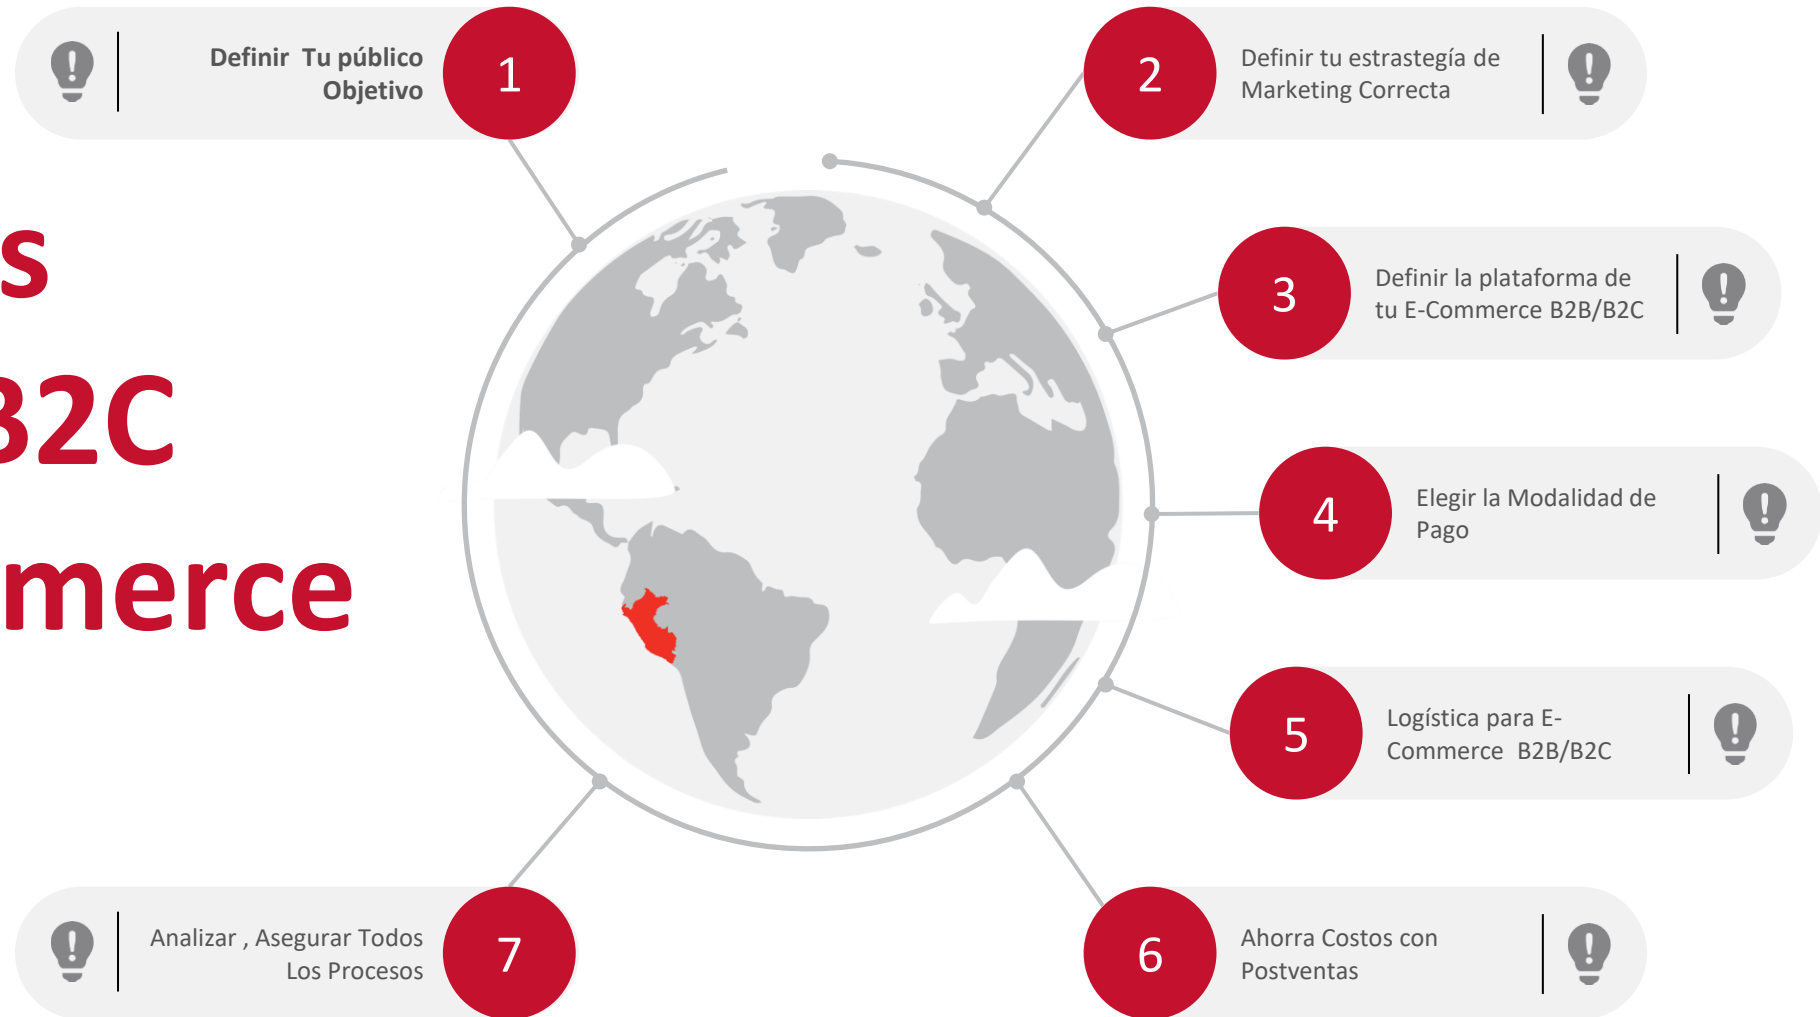 1
Definir Tu público
Objetivo
2
Definir tu estrastegía de
Marketing Correcta
s
B2C
merce
3
Definir la plataforma de
tu E-Commerce B2B/B2C
4
Elegir la Modalidad de
Pago
5
Logística para E-
Commerce B2B/B2C
6
Ahorra Costos con
Postventas
7
Analizar , Asegurar Todos
Los Procesos